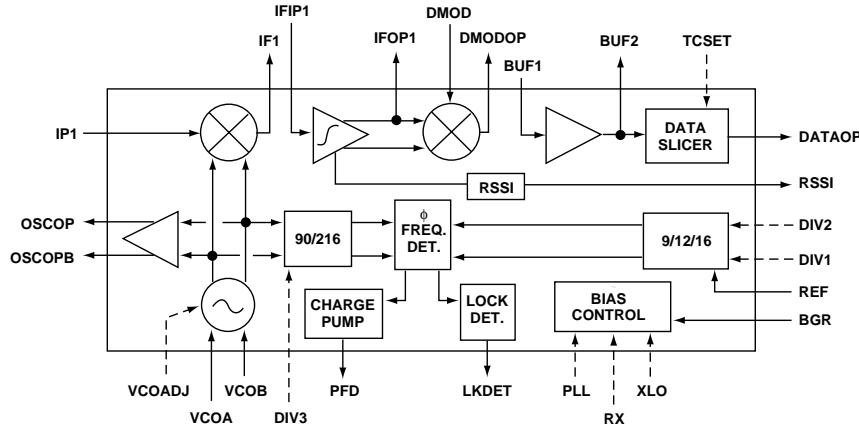 IFIP1
DMOD
IF1
IFOP1
DMODOP
BUF2
TCSET
BUF1
IP1
DATA
SLICER
DATAOP
RSSI
RSSI
OSCOP
OSCOPB
90/216
ϕ
FREQ.
DET.
9/12/16
DIV2
DIV1
REF
BGR
CHARGE
PUMP
LOCK
DET.
BIAS
CONTROL
VCOADJ
VCOA
VCOB
DIV3
PFD
LKDET
PLL
RX
XLO